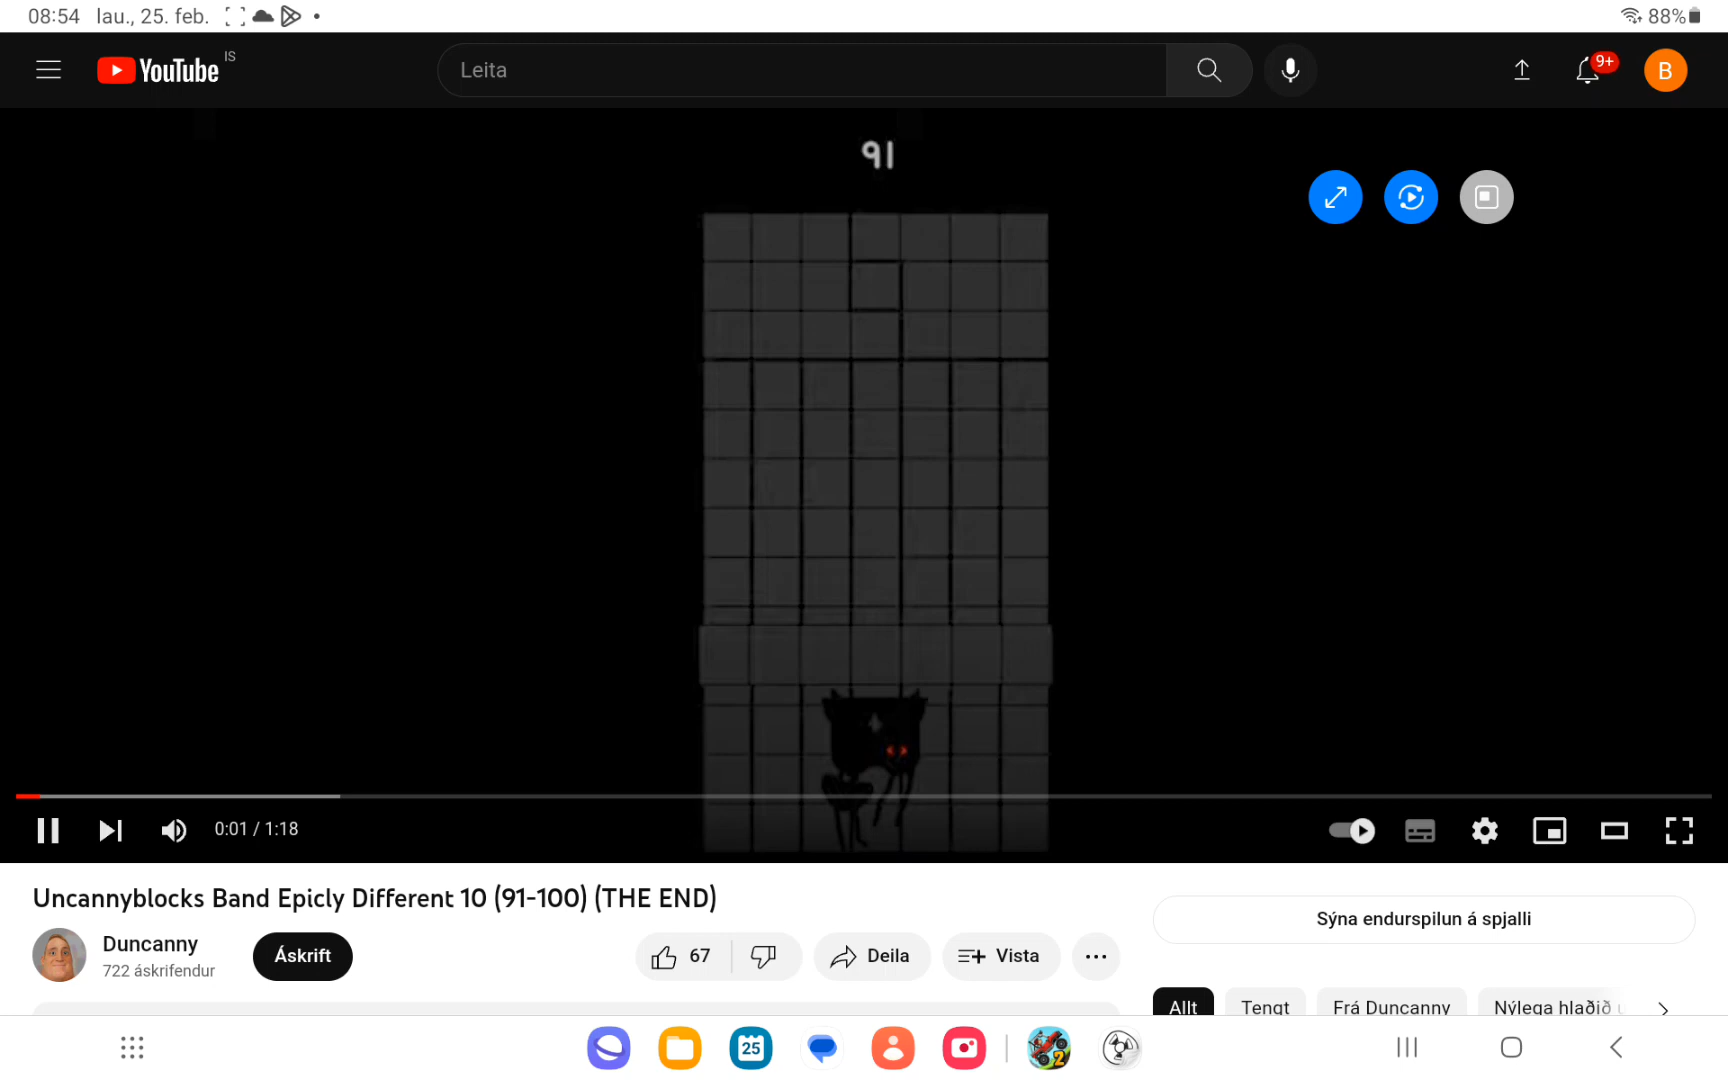 08:54 lau., 25. feb.
88%
YouTube IS
Leita
9+
B
91
0:01 / 1:18
Uncannyblocks Band Epicly Different 10 (91-100) (THE END)
Duncanny
722 áskrifendur
Áskrift
67
Deila
Vista
Sýna endurspilun á spjalli
Allt
Tengt
Frá Duncanny
Nýlega hlaðið
25
2